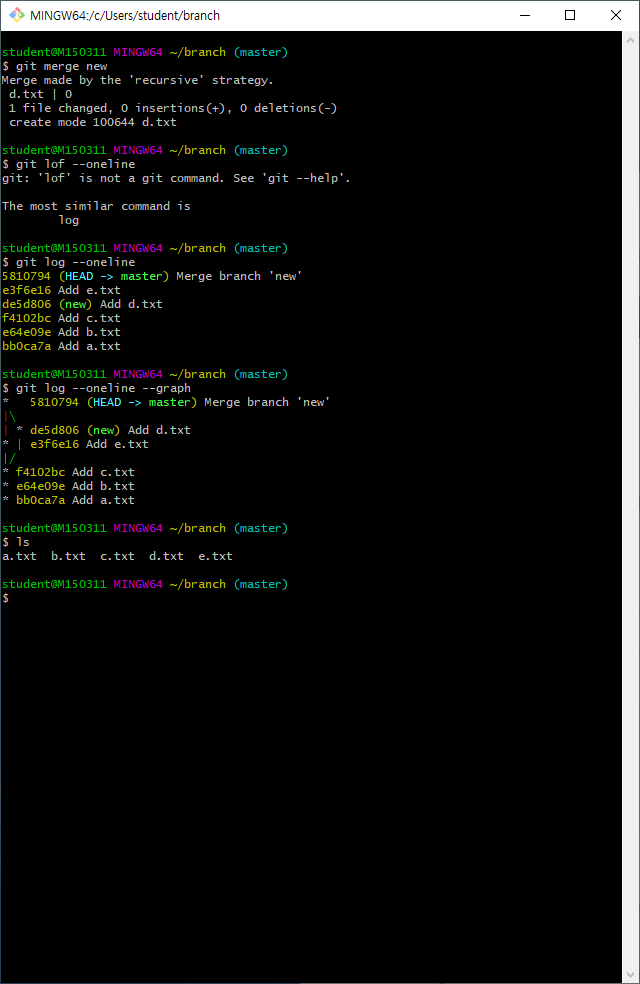 MINGW64:/c/Users/student/branch
student@M150311 MINGW64 ~/branch (master)
$ git merge new
Merge made by the 'recursive' strategy.
 d.txt | 0
 1 file changed, 0 insertions(+), 0 deletions(-)
 create mode 100644 d.txt
student@M150311 MINGW64 ~/branch (master)
$ git lof --oneline
git: 'lof' is not a git command. See 'git --help'.
The most similar command is
        log
student@M150311 MINGW64 ~/branch (master)
$ git log --oneline
5810794 (HEAD -> master) Merge branch 'new'
e3f6e16 Add e.txt
de5d806 (new) Add d.txt
f4102bc Add c.txt
e64e09e Add b.txt
bb0ca7a Add a.txt
student@M150311 MINGW64 ~/branch (master)
$ git log --oneline --graph
*   5810794 (HEAD -> master) Merge branch 'new'
|\
| * de5d806 (new) Add d.txt
* | e3f6e16 Add e.txt
|/
* f4102bc Add c.txt
* e64e09e Add b.txt
* bb0ca7a Add a.txt
student@M150311 MINGW64 ~/branch (master)
$ ls
a.txt  b.txt  c.txt  d.txt  e.txt
student@M150311 MINGW64 ~/branch (master)
$